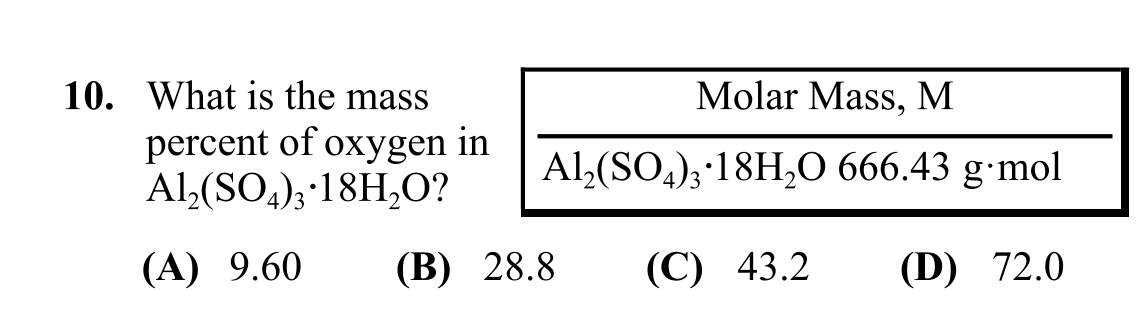 10. What is the mass
percent of oxygen in
Al₂(SO₄)₃·18H₂O?
Molar Mass, M
Al₂(SO₄)₃·18H₂O 666.43 g·mol
(A) 9.60 (B) 28.8 (C) 43.2 (D) 72.0